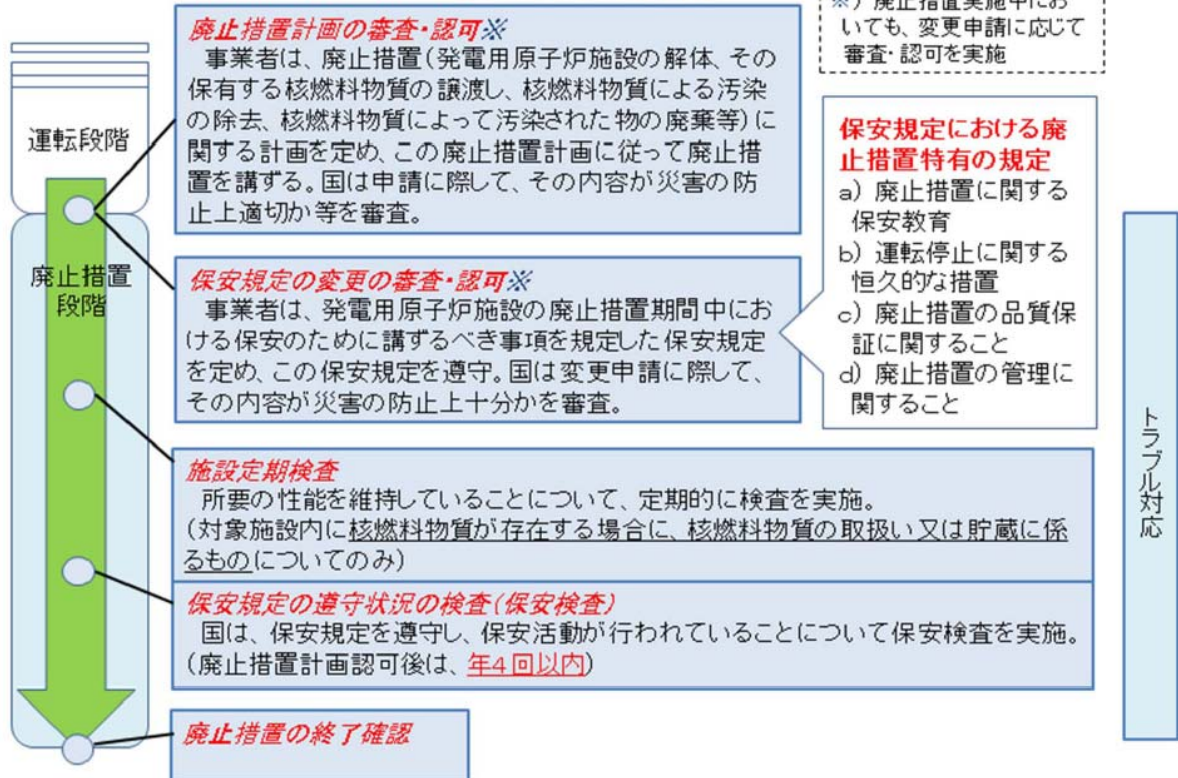 ※）廃止措置実施中にお
いても、変更申請に応じて
審査・認可を実施
廃止措置計画の審査・認可※
事業者は、廃止措置（発電用原子炉施設の解体、その
保有する核燃料物質の譲渡し、核燃料物質による汚染
の除去、核燃料物質によって汚染された物の廃棄等）に
関する計画を定め、この廃止措置計画に従って廃止措
置を講ずる。国は申請に際して、その内容が災害の防
止上適切か等を審査。
運転段階
廃止措置
段階
保安規定の変更の審査・認可※
事業者は、発電用原子炉施設の廃止措置期間中にお
ける保安のために講ずるべき事項を規定した保安規定
を定め、この保安規定を遵守。国は変更申請に際して、
その内容が災害の防止上十分かを審査。
保安規定における廃
止措置特有の規定
a）廃止措置に関する
保安教育
b）運転停止に関する
恒久的な措置
c）廃止措置の品質保
証に関すること
d）廃止措置の管理に
関すること
施設定期検査
所要の性能を維持していることについて、定期的に検査を実施。
（対象施設内に核燃料物質が存在する場合に、核燃料物質の取扱い又は貯蔵に係
るものについてのみ）
保安規定の遵守状況の検査（保安検査）
国は、保安規定を遵守し、保安活動が行われていることについて保安検査を実施。
（廃止措置計画認可後は、年４回以内）
廃止措置の終了確認
トラブル対応